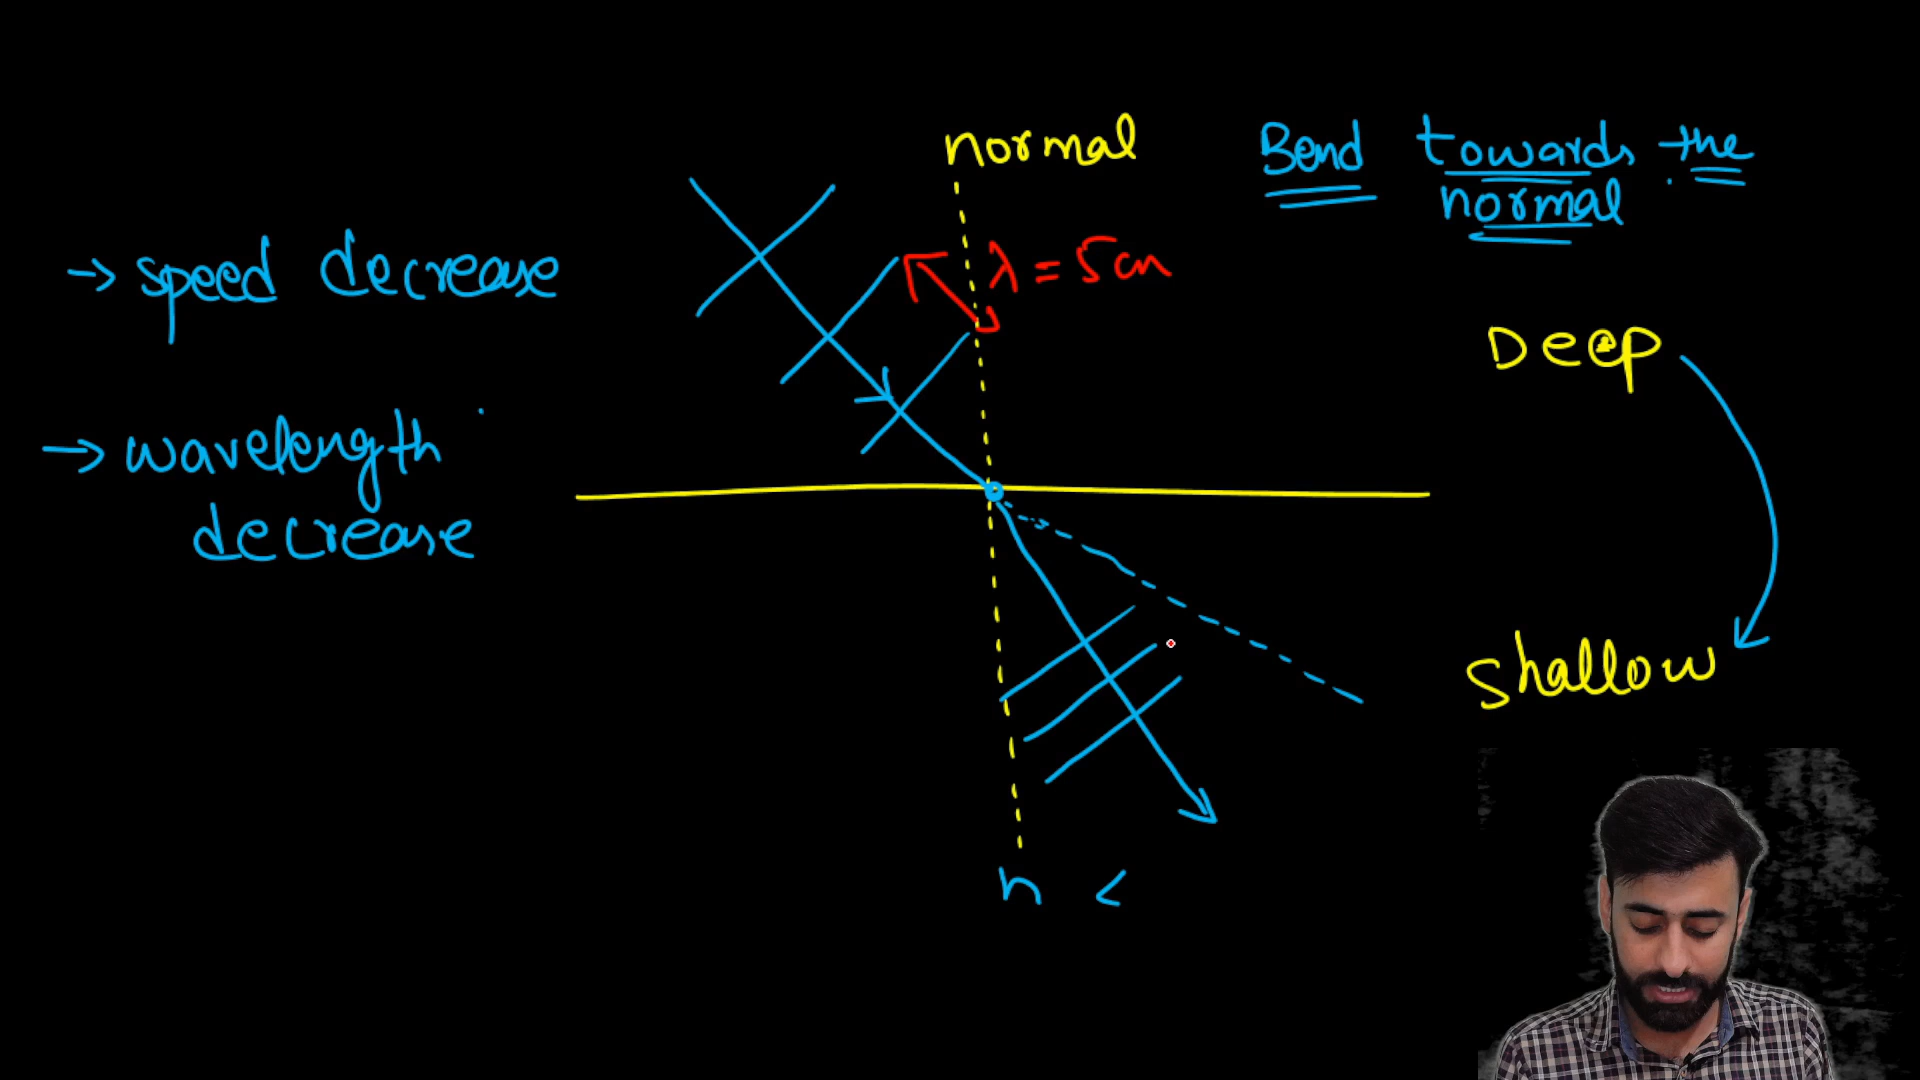 normal
Bend towards the
normal
→ speed decrease
λ = 5cm
Deep
→ wavelength
decrease
Shallow
n <